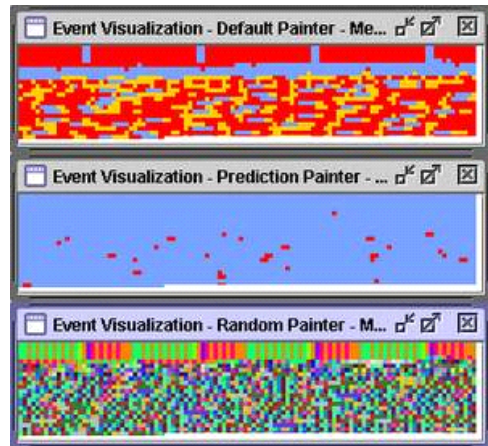 Event Visualization - Default Painter - Me...
Event Visualization - Prediction Painter - ...
Event Visualization - Random Painter - M...